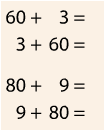 60 + 3 =
3 + 60 =
80 + 9 =
9 + 80 =